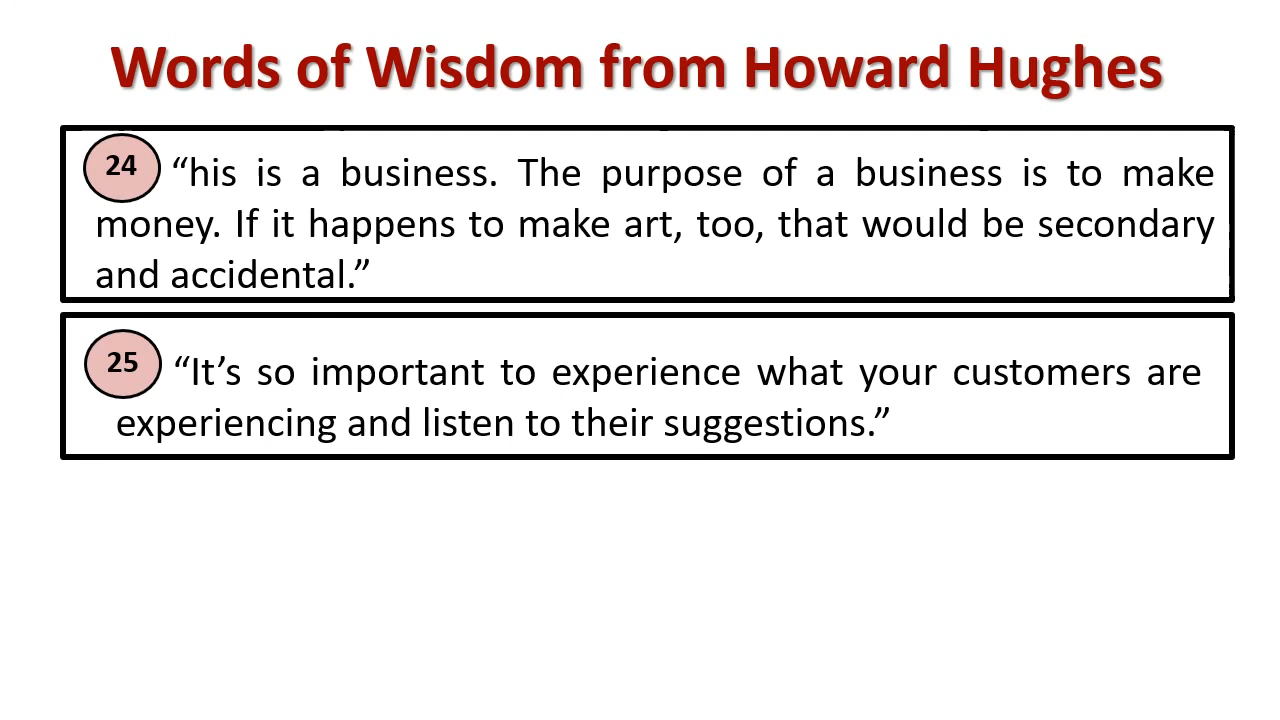 Words of Wisdom from Howard Hughes
24 “his is a business. The purpose of a business is to make
money. If it happens to make art, too, that would be secondary
and accidental.”
25 “It’s so important to experience what your customers are
experiencing and listen to their suggestions.”